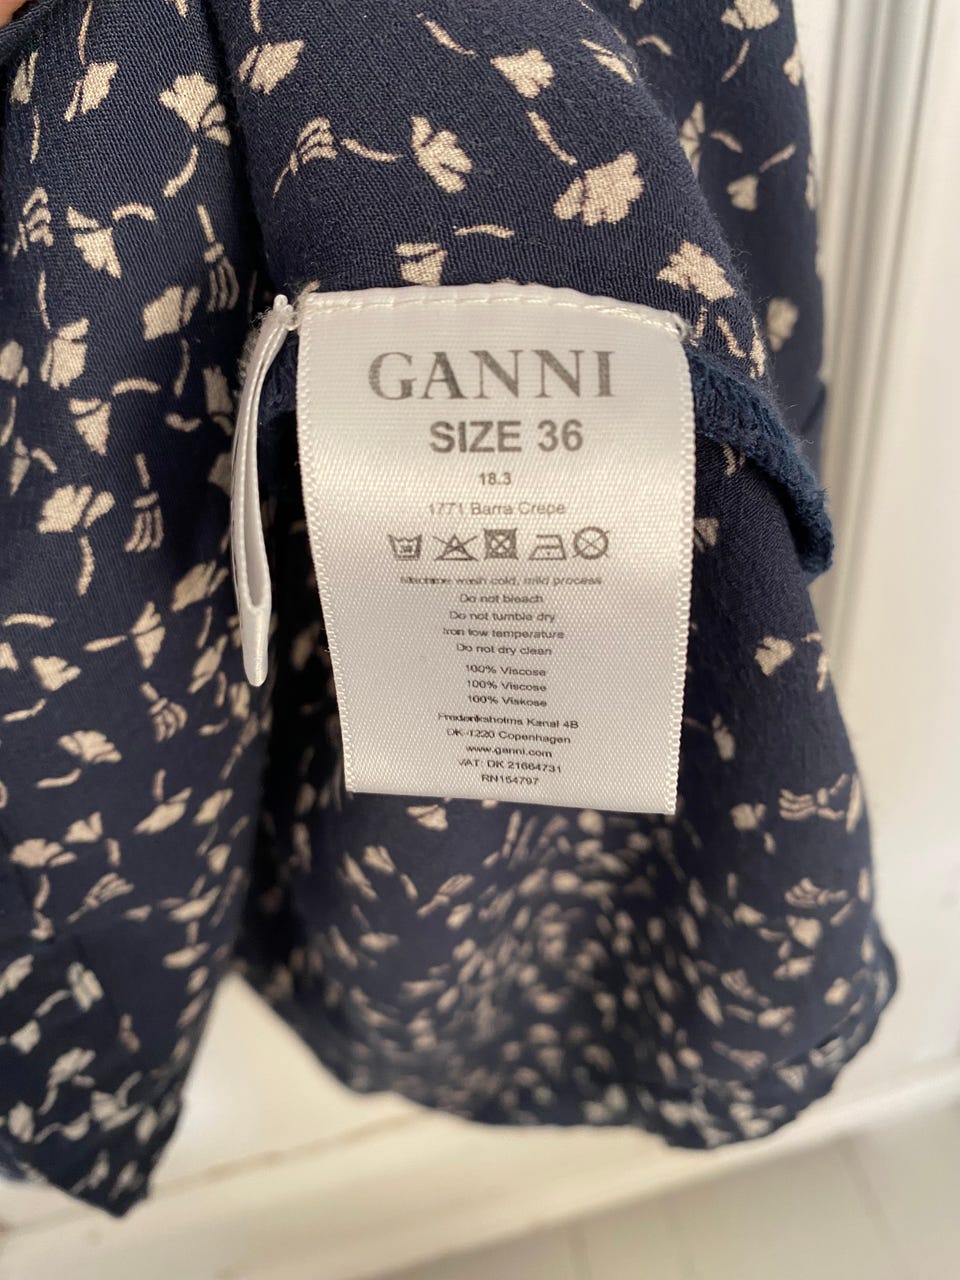 GANNI
SIZE 36
18.3
1771 Barra Crepe
30
Machine wash cold, mild process
Do not bleach
Do not tumble dry
Iron low temperature
Do not dry clean
100% Viscose
100% Viscose
100% Viskose
Frederiksholms Kanal 4B
DK-1220 Copenhagen
www.ganni.com
VAT: DK 21664731
RN154797